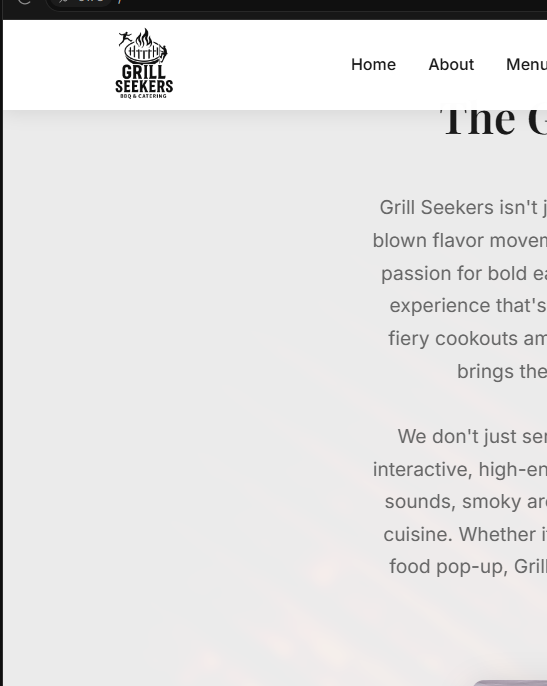 GRILL
SEEKERS
BBQ & CATERING
Home About Menu
The G
Grill Seekers isn't j
blown flavor movem
passion for bold ea
experience that's
fiery cookouts am
brings the
We don't just ser
interactive, high-en
sounds, smoky aro
cuisine. Whether i
food pop-up, Grill